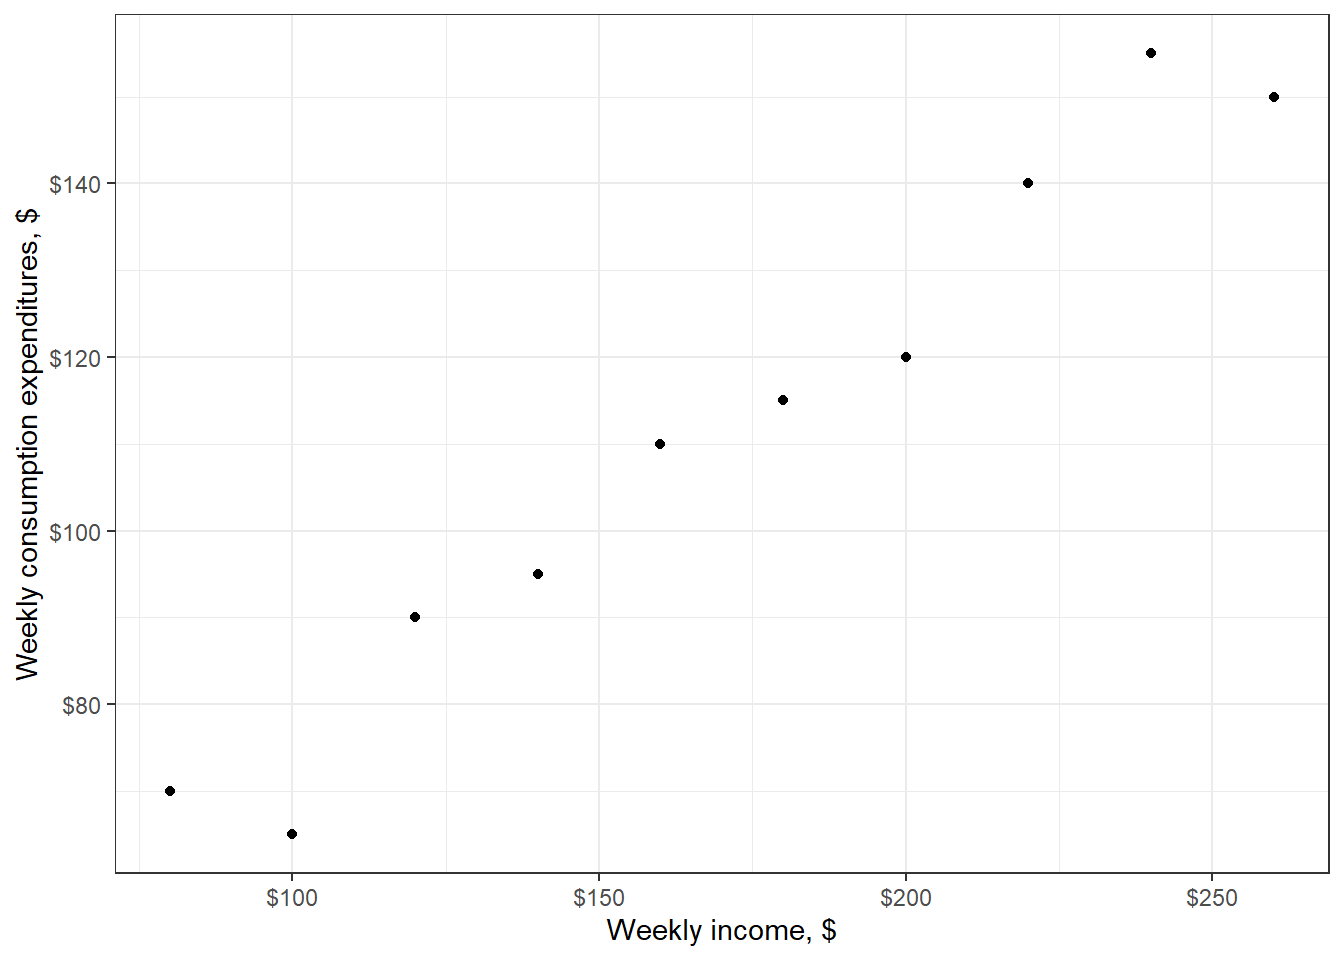 Weekly consumption expenditures, $
$140
$120
$100
$80
$100 $150 $200 $250
Weekly income, $